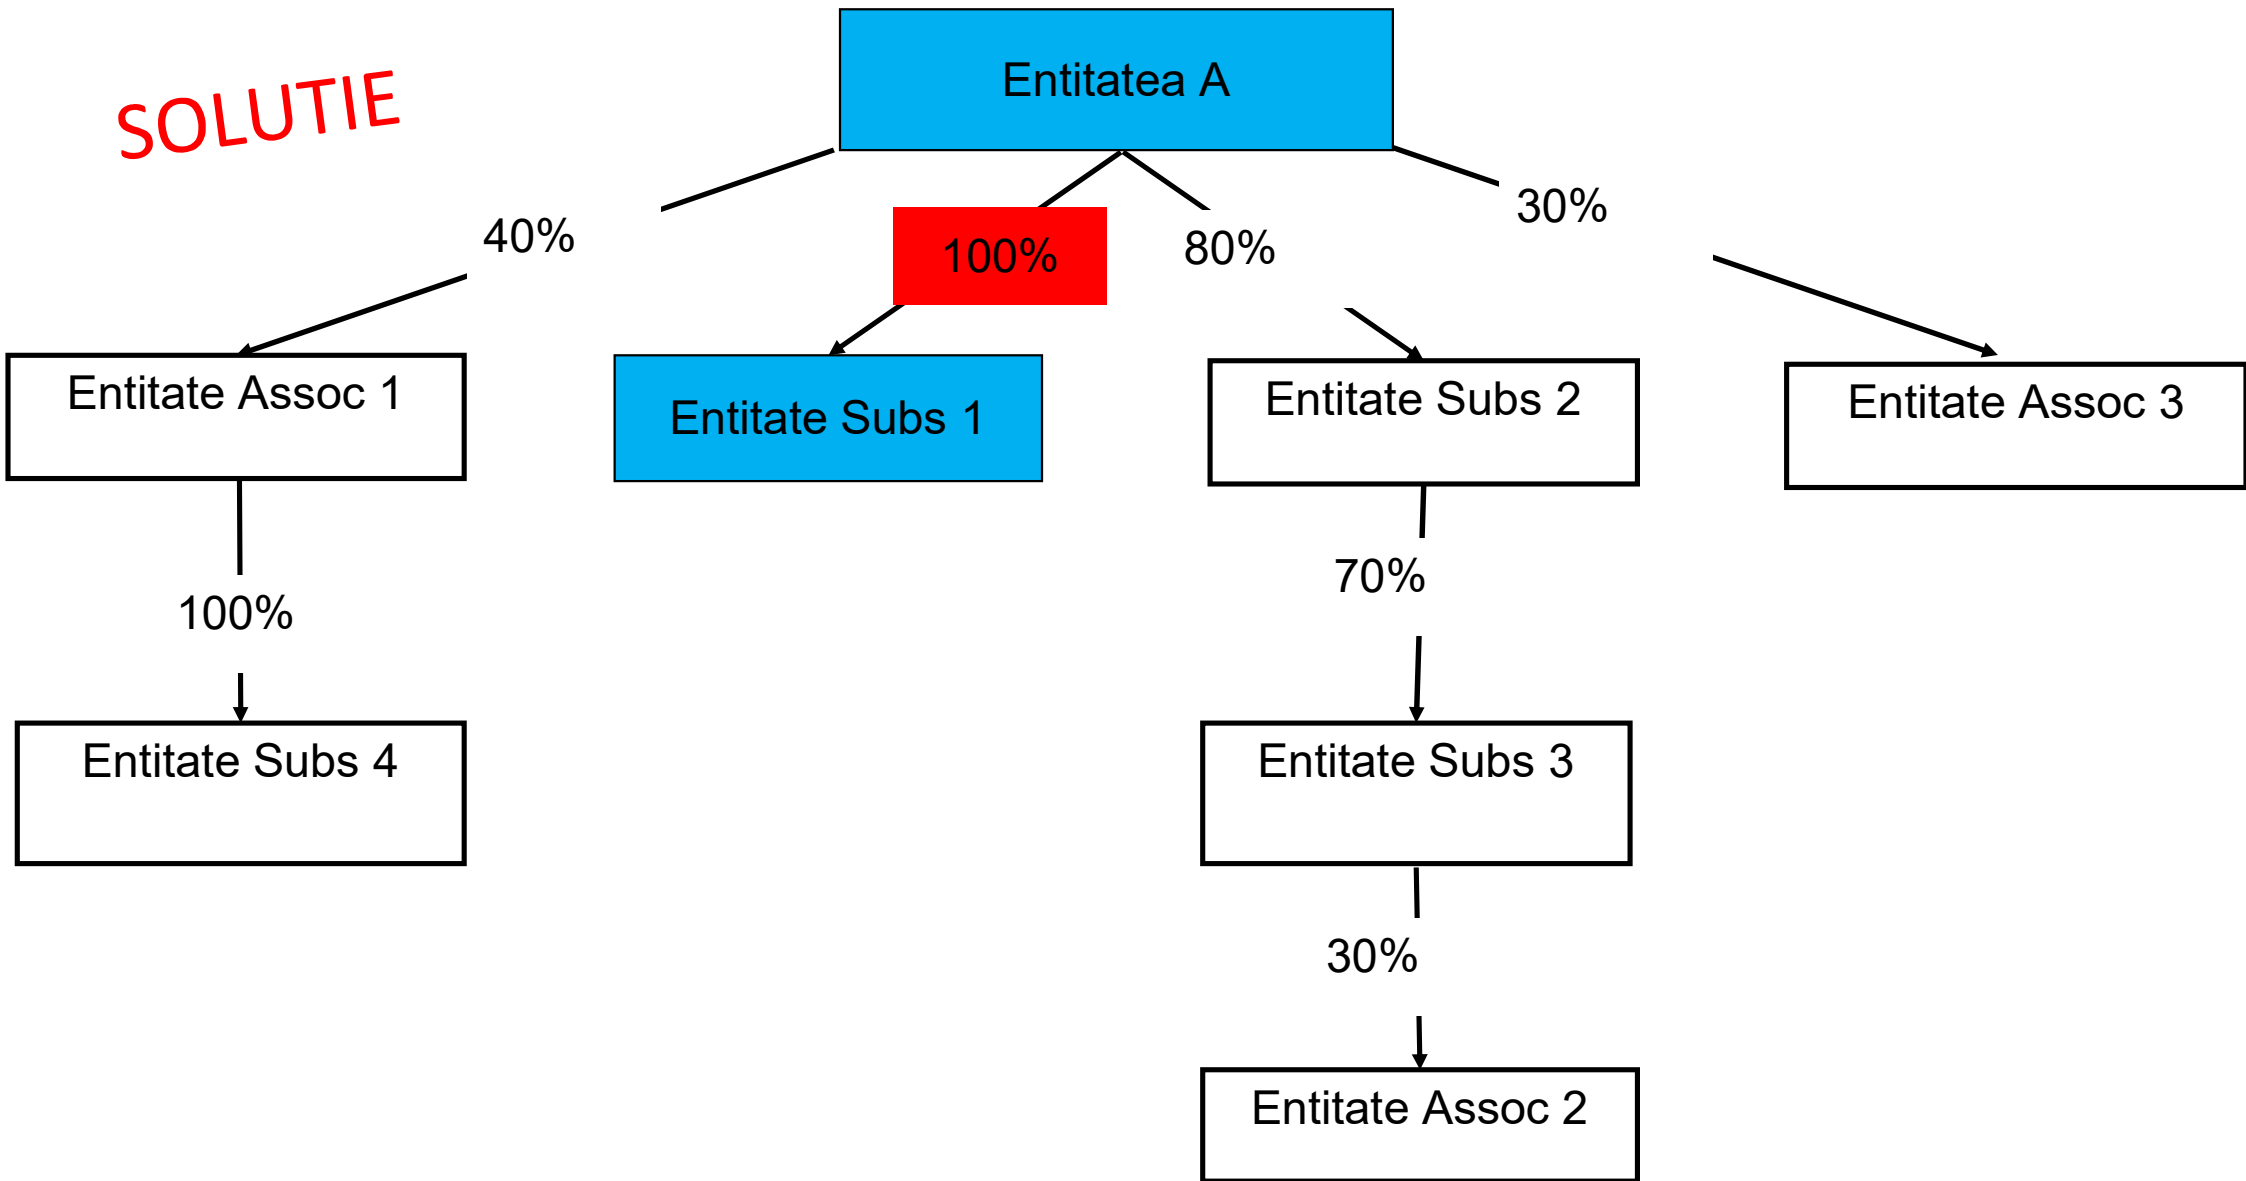 SOLUTIE
Entitatea A
40%
100%
80%
30%
Entitate Assoc 1
Entitate Subs 1
Entitate Subs 2
Entitate Assoc 3
100%
70%
Entitate Subs 4
Entitate Subs 3
30%
Entitate Assoc 2